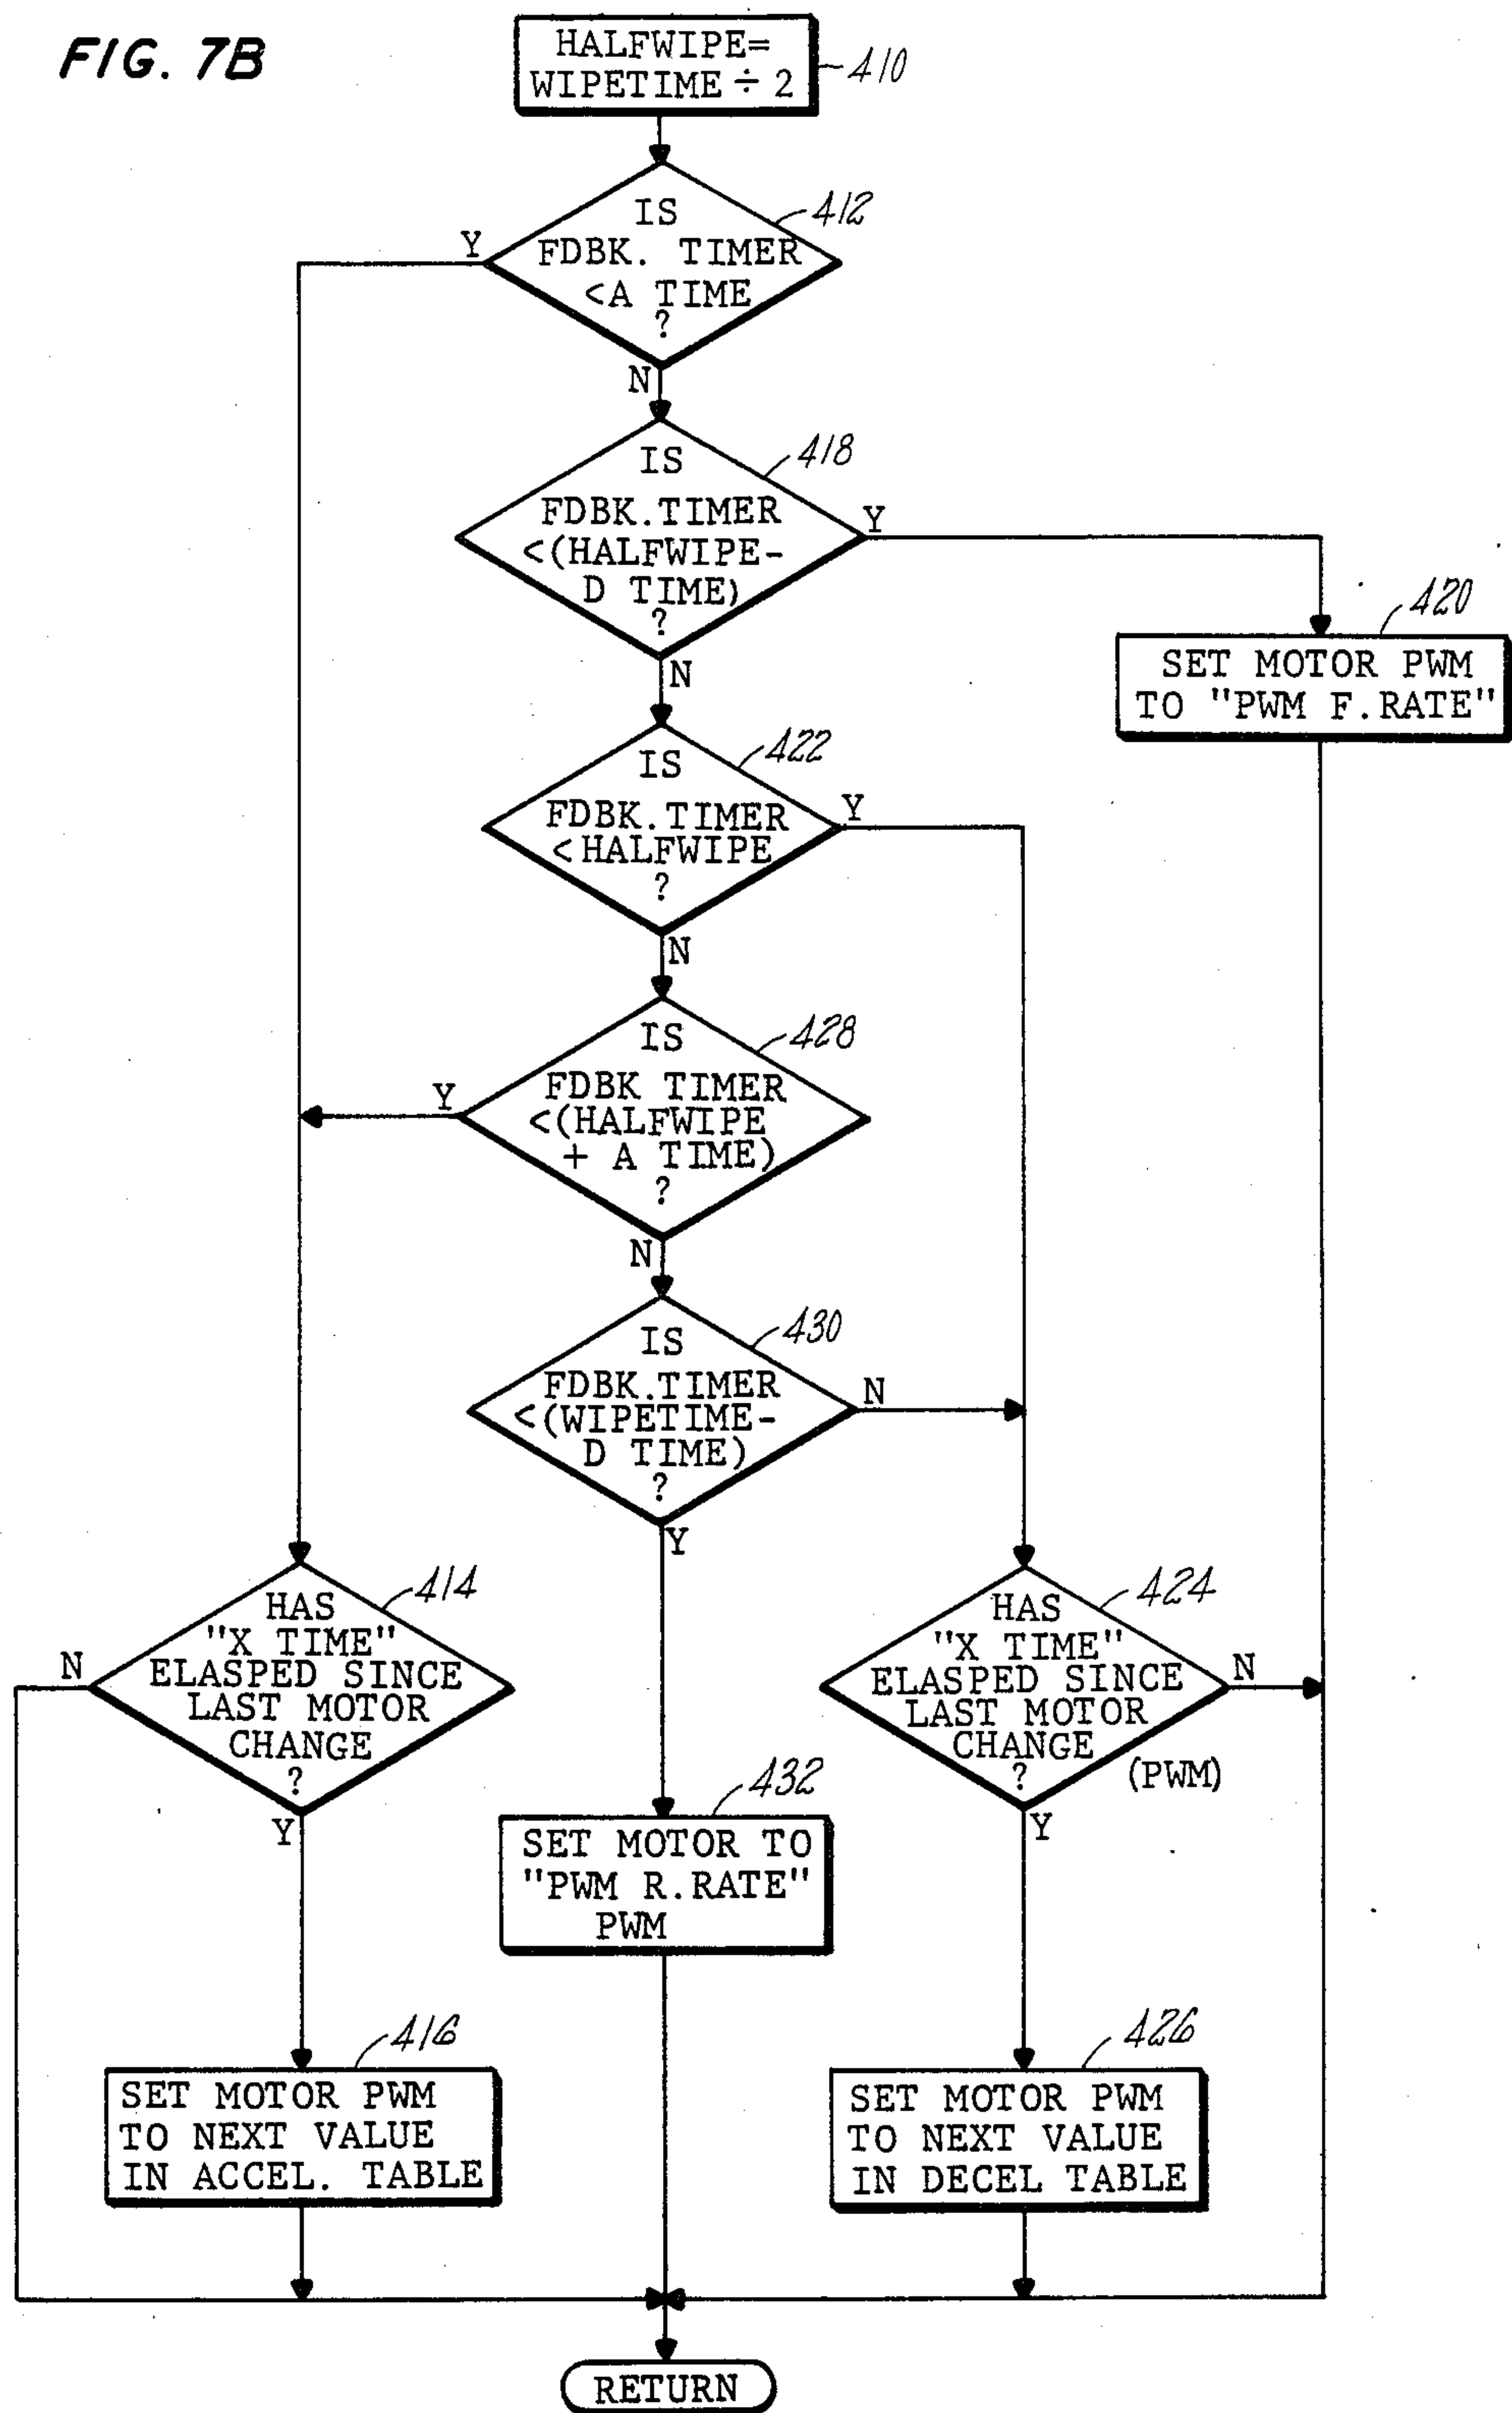 FIG. 7B
HALFWIPE=
WIPETIME ÷ 2
410
IS
FDBK. TIMER
<A TIME
?
412
Y
N
IS
FDBK.TIMER
<(HALFWIPE-
D TIME)
?
418
Y
N
420
SET MOTOR PWM
TO "PWM F.RATE"
IS
FDBK.TIMER
<HALFWIPE
?
422
Y
N
IS
FDBK TIMER
<(HALFWIPE
+ A TIME)
?
428
Y
N
IS
FDBK.TIMER
<(WIPETIME-
D TIME)
?
430
N
Y
HAS
"X TIME"
ELASPED SINCE
LAST MOTOR
CHANGE
?
414
N
Y
HAS
"X TIME"
ELASPED SINCE
LAST MOTOR
CHANGE
?
(PWM)
424
N
Y
432
SET MOTOR TO
"PWM R.RATE"
PWM
416
SET MOTOR PWM
TO NEXT VALUE
IN ACCEL. TABLE
426
SET MOTOR PWM
TO NEXT VALUE
IN DECEL TABLE
RETURN